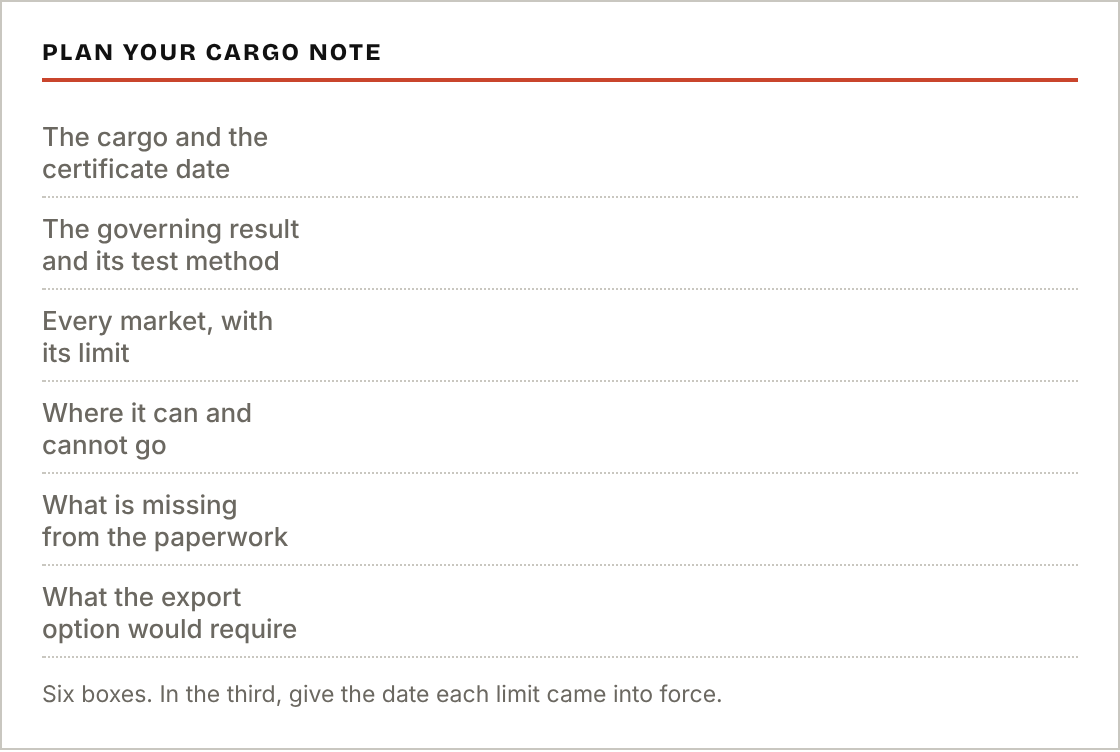 PLAN YOUR CARGO NOTE
The cargo and the
certificate date
The governing result
and its test method
Every market, with
its limit
Where it can and
cannot go
What is missing
from the paperwork
What the export
option would require
Six boxes. In the third, give the date each limit came into force.